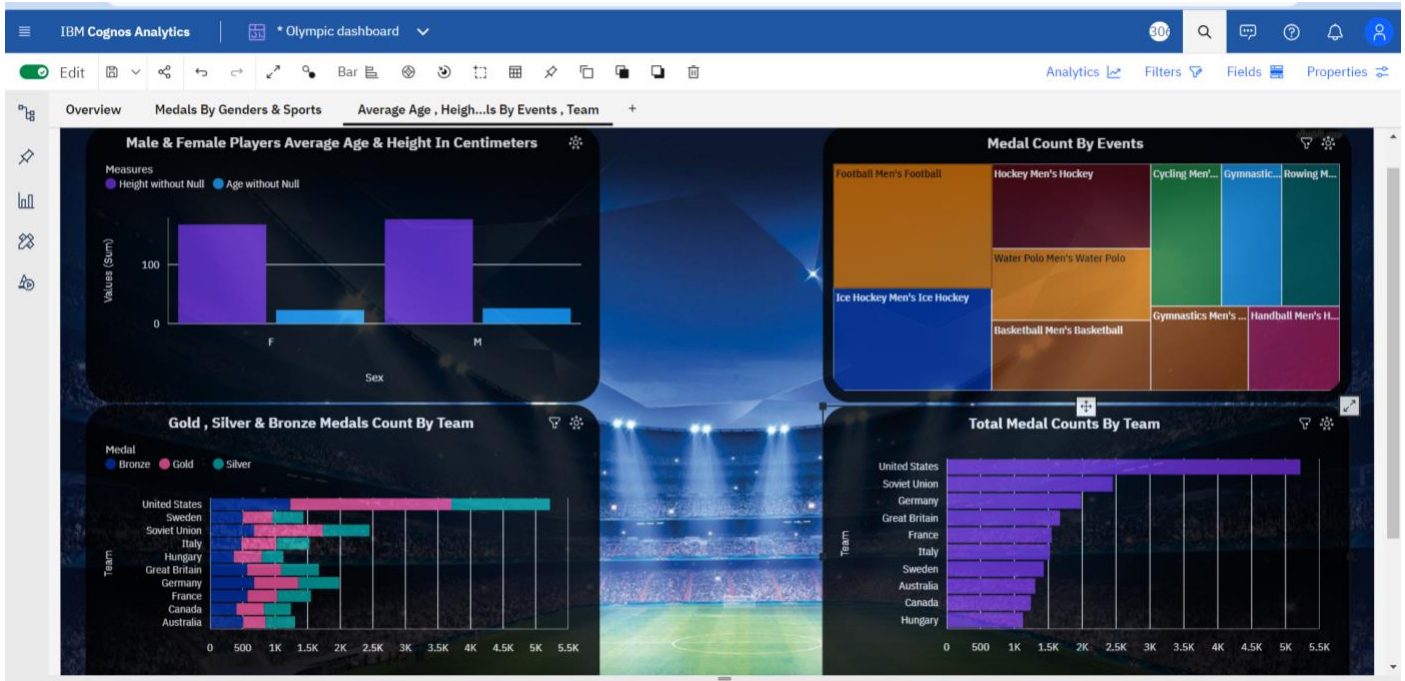 IBM Cognos Analytics
* Olympic dashboard
306
Edit
Bar
Analytics
Filters
Fields
Properties
Overview
Medals By Genders & Sports
Average Age , Heigh...ls By Events , Team
+
Male & Female Players Average Age & Height In Centimeters
Measures
Height without Null
Age without Null
Values (Sum)
100
0
F
M
Sex
Medal Count By Events
Football Men's Football
Hockey Men's Hockey
Cycling Men'...
Gymnastic...
Rowing M...
Water Polo Men's Water Polo
Ice Hockey Men's Ice Hockey
Basketball Men's Basketball
Gymnastics Men's ...
Handball Men's H...
Gold , Silver & Bronze Medals Count By Team
Medal
Bronze
Gold
Silver
Team
United States
Sweden
Soviet Union
Italy
Hungary
Great Britain
Germany
France
Canada
Australia
0 500 1K 1.5K 2K 2.5K 3K 3.5K 4K 4.5K 5K 5.5K
Total Medal Counts By Team
Team
United States
Soviet Union
Germany
Great Britain
France
Italy
Sweden
Australia
Canada
Hungary
0 500 1K 1.5K 2K 2.5K 3K 3.5K 4K 4.5K 5K 5.5K